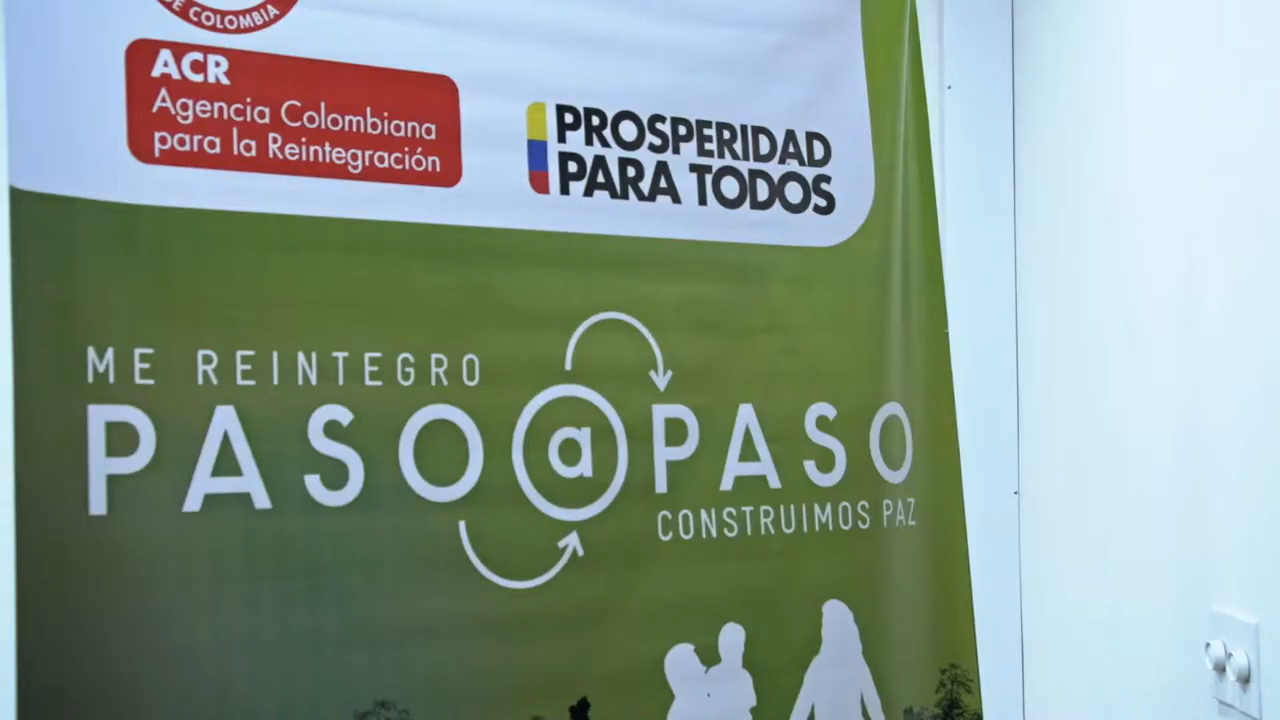 DE COLOMBIA
ACR
Agencia Colombiana
para la Reintegración
PROSPERIDAD
PARA TODOS
ME REINTEGRO
PASO a PASO
CONSTRUIMOS PAZ